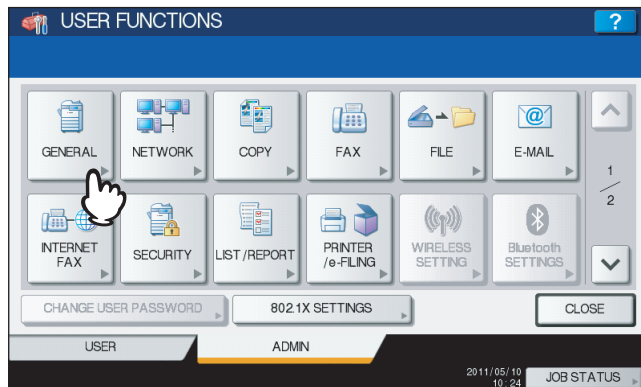 USER FUNCTIONS
?
GENERAL
NETWORK
COPY
FAX
FILE
E-MAIL
1
2
INTERNET
FAX
SECURITY
LIST/REPORT
PRINTER
/e-FILING
WIRELESS
SETTING
Bluetooth
SETTINGS
CHANGE USER PASSWORD
802.1X SETTINGS
CLOSE
USER
ADMIN
2011/05/10
10:24
JOB STATUS